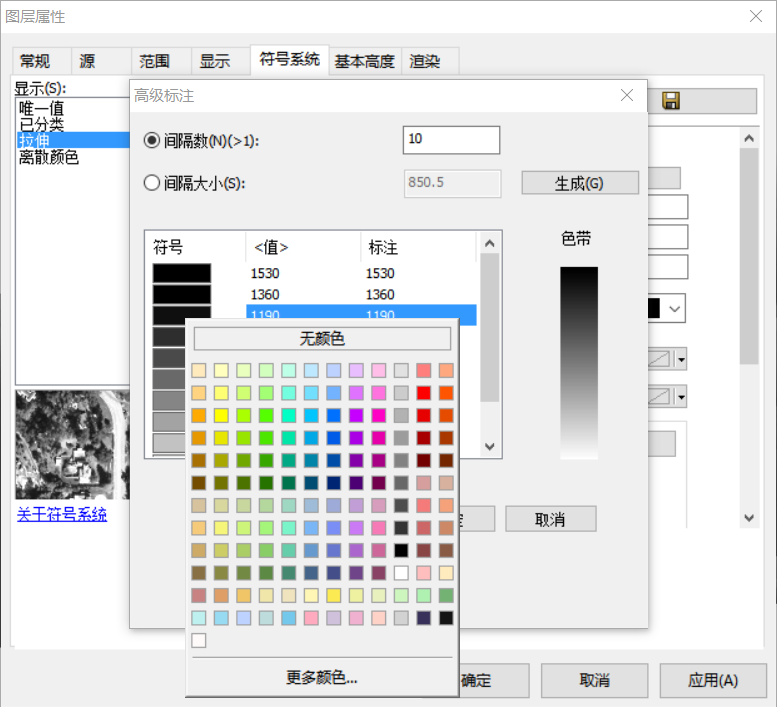 图层属性
常规 源 范围 显示 符号系统 基本高度 渲染
显示(S):
唯一值
已分类
拉伸
离散颜色
高级标注
间隔数(N)(>1): 10
间隔大小(S): 850.5 生成(G)
符号 <值> 标注
色带
1530 1530
1360 1360
1190 1190
无颜色
关于符号系统
定 取消
更多颜色...
确定 取消 应用(A)